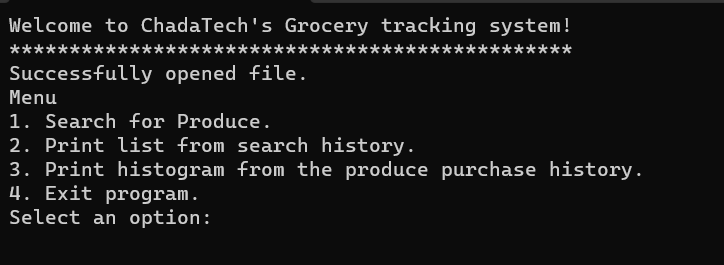 Welcome to ChadaTech's Grocery tracking system!
***********************************************
Successfully opened file.
Menu
1. Search for Produce.
2. Print list from search history.
3. Print histogram from the produce purchase history.
4. Exit program.
Select an option: